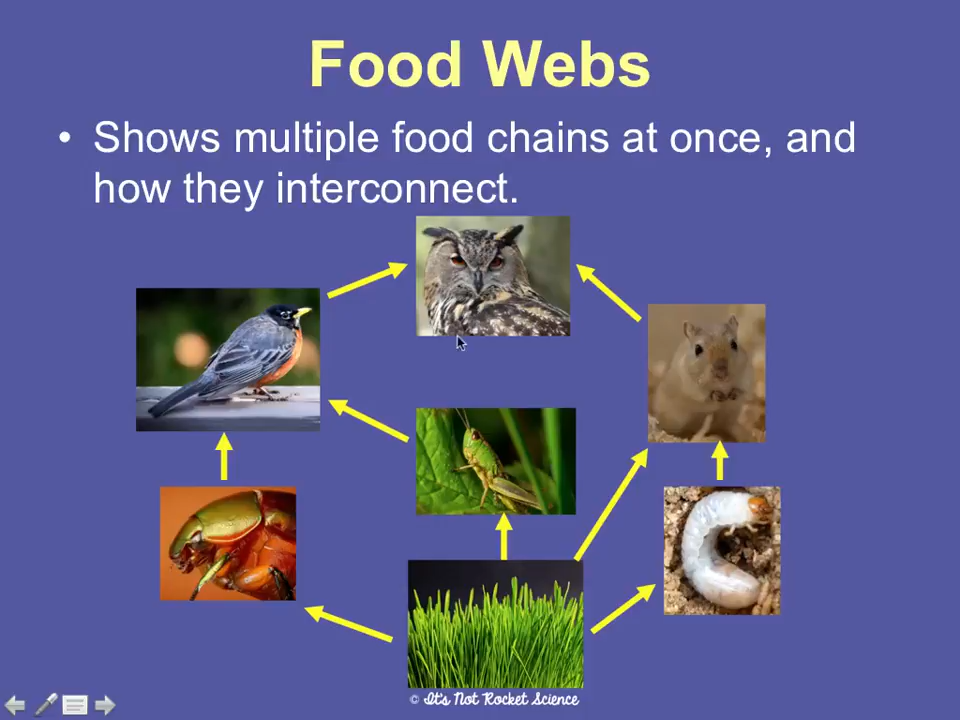 Food Webs
• Shows multiple food chains at once, and
how they interconnect.
© It's Not Rocket Science